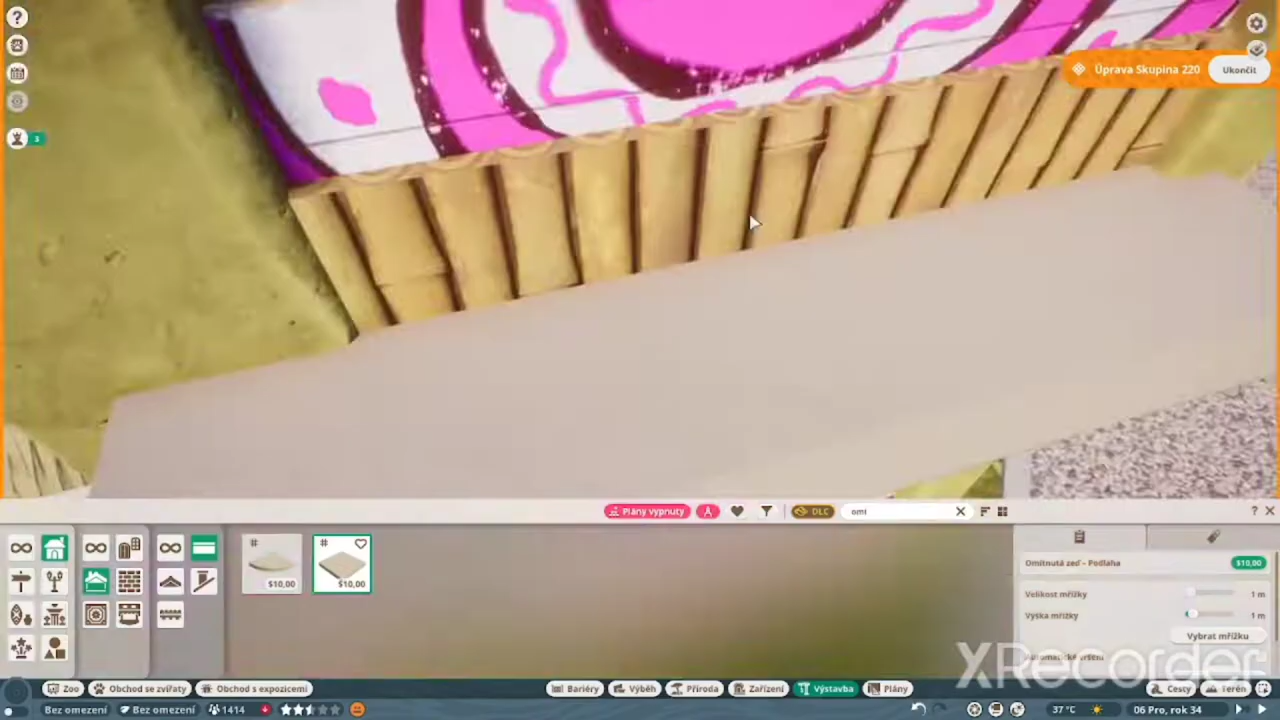 ?
3
Úprava Skupina 220
Ukončit
Plány vypnuty
DLC
omi
?
$10,00
$10,00
Omítnutá zeď – Podlaha
$10,00
Velikost mřížky
1 m
Výška mřížky
1 m
Vybrat mřížku
XRecorder
Zoo
Obchod se zvířaty
Obchod s expozicemi
Bariéry
Výběh
Příroda
Zařízení
Výstavba
Plány
Cesty
Terén
Bez omezení
Bez omezení
1414
37 °C
06 Pro, rok 34